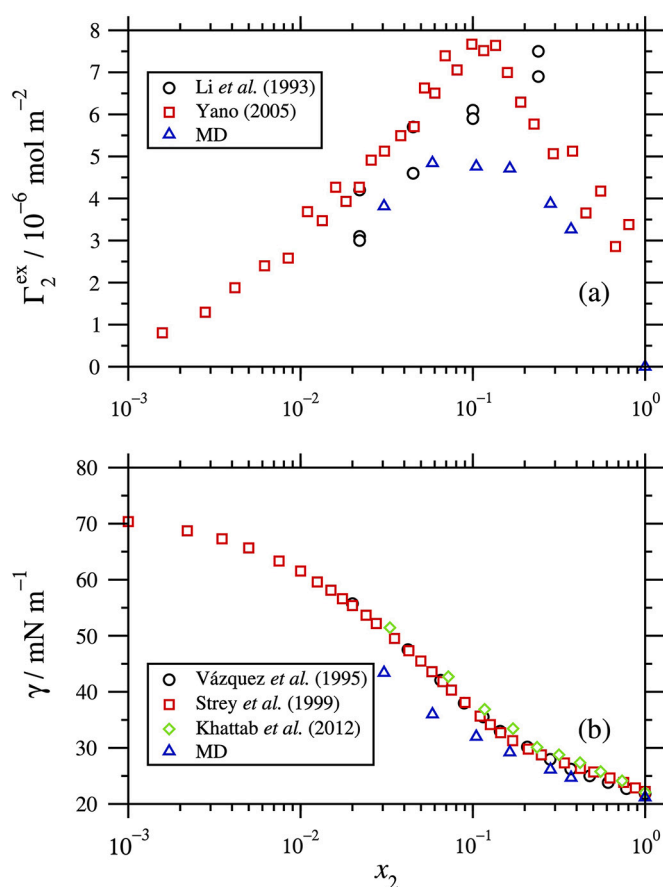 8
7
6
5
4
3
2
1
0
Γ₂ᵉˣ / 10⁻⁶ mol m⁻²
Li et al. (1993)
Yano (2005)
MD
(a)
10⁻³ 10⁻² 10⁻¹ 10⁰
80
70
60
50
40
30
20
γ / mN m⁻¹
Vázquez et al. (1995)
Strey et al. (1999)
Khattab et al. (2012)
MD
(b)
10⁻³ 10⁻² 10⁻¹ 10⁰
x₂